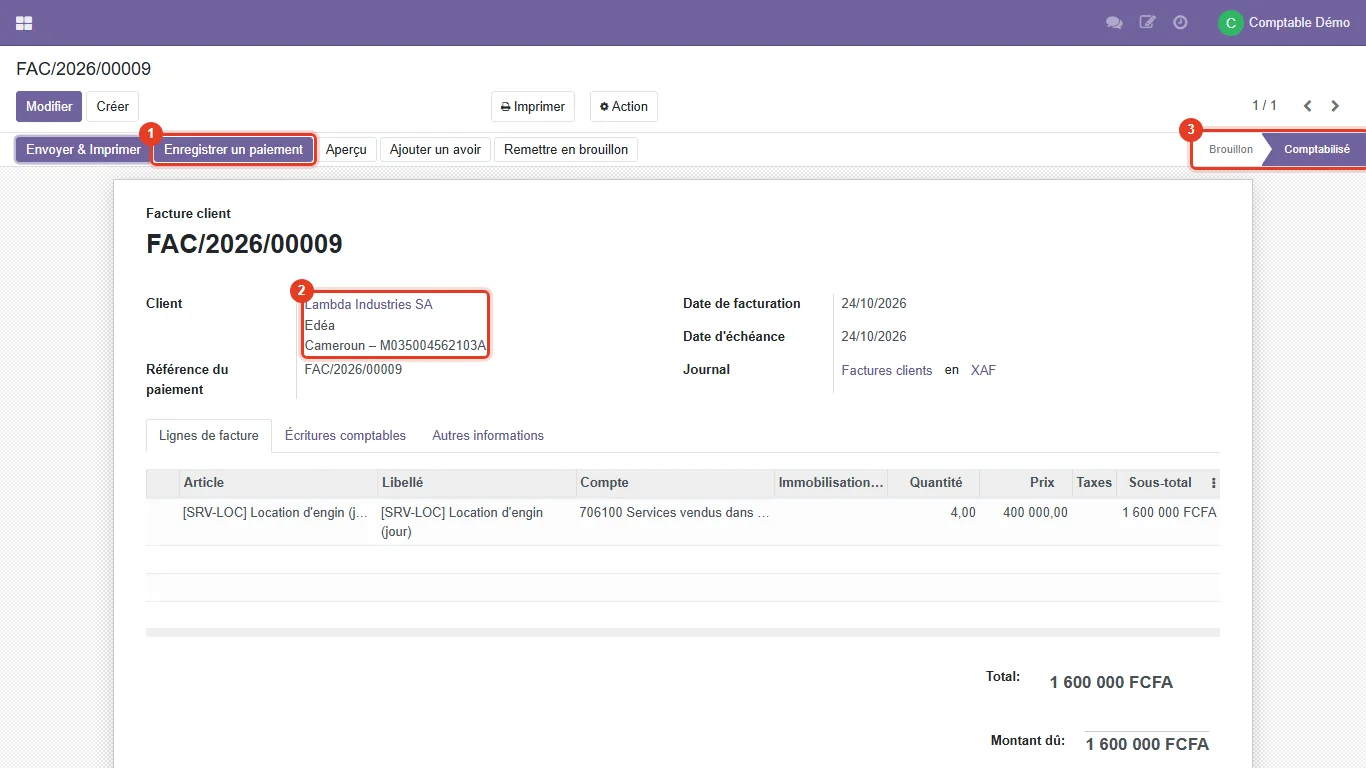 C Comptable Démo
FAC/2026/00009
Modifier Créer Imprimer Action 1 / 1
1 3
Envoyer & Imprimer Enregistrer un paiement Aperçu Ajouter un avoir Remettre en brouillon Brouillon Comptabilisé
Facture client
FAC/2026/00009
2
Client Lambda Industries SA Date de facturation 24/10/2026
Edéa
Cameroun – M035004562103A Date d'échéance 24/10/2026
Référence du paiement FAC/2026/00009 Journal Factures clients en XAF
Lignes de facture Écritures comptables Autres informations
Article Libellé Compte Immobilisation… Quantité Prix Taxes Sous-total
[SRV-LOC] Location d'engin (j… [SRV-LOC] Location d'engin 706100 Services vendus dans … 4,00 400 000,00 1 600 000 FCFA
(jour)
Total: 1 600 000 FCFA
Montant dû: 1 600 000 FCFA